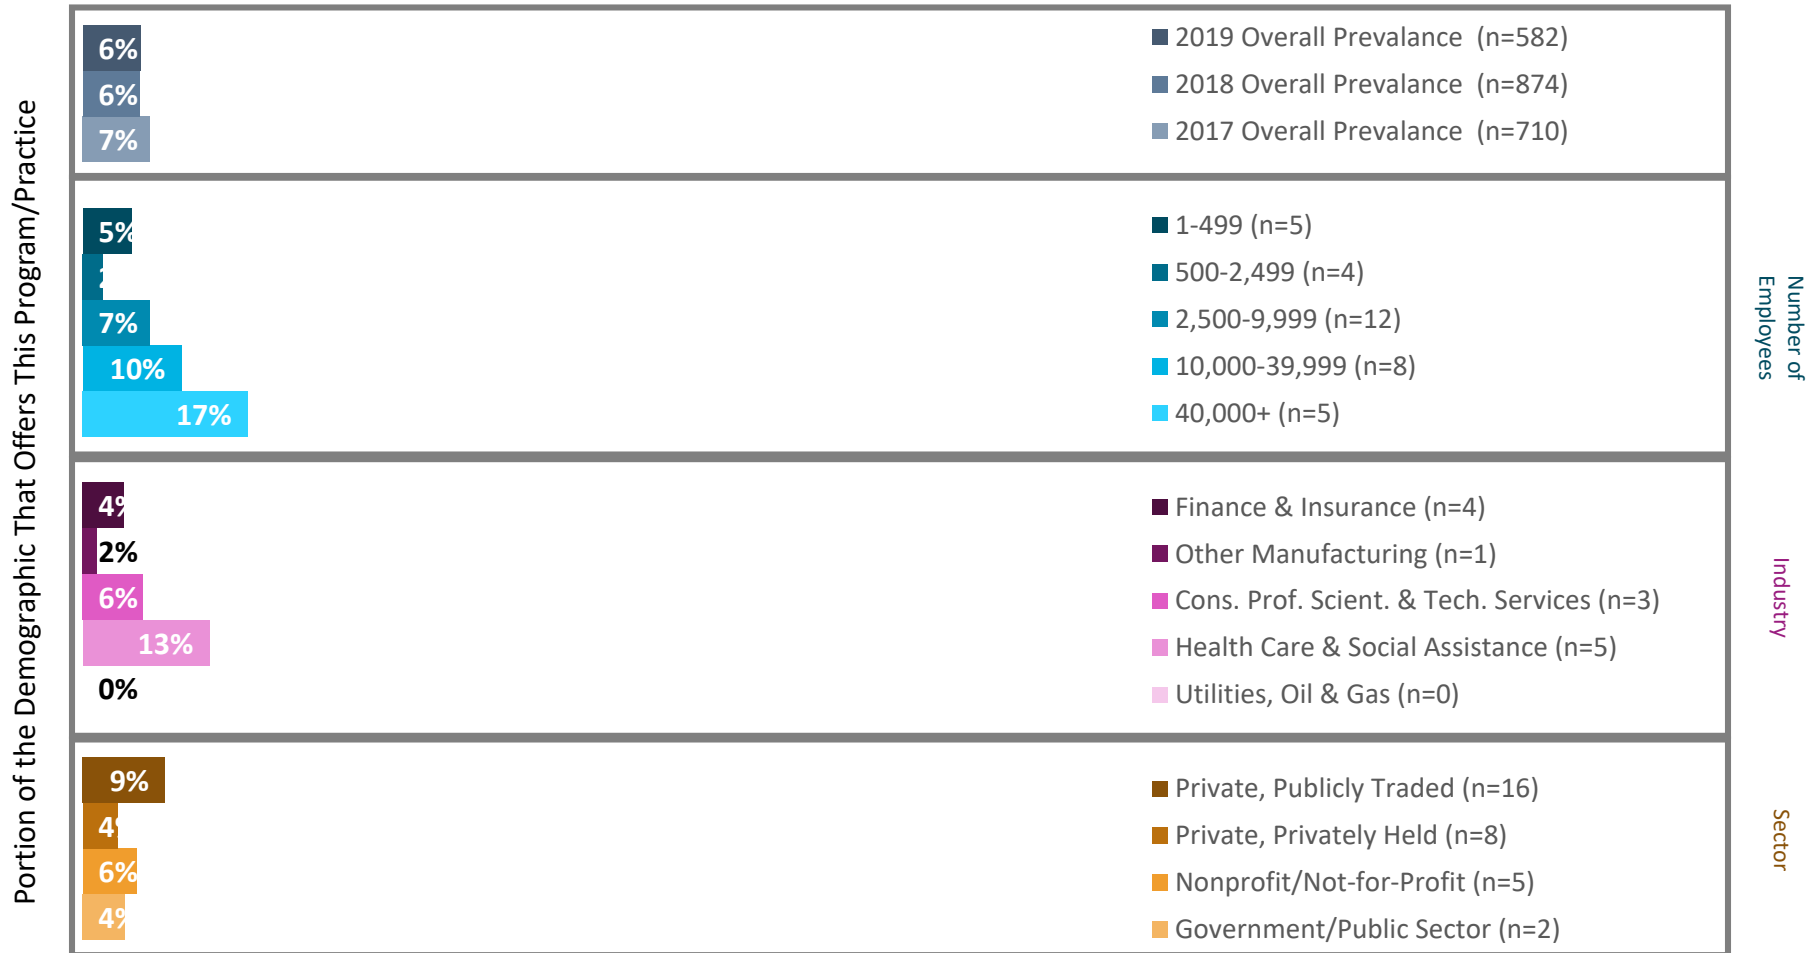 Portion of the Demographic That Offers This Program/Practice
6%
2019 Overall Prevalance (n=582)
6%
2018 Overall Prevalance (n=874)
7%
2017 Overall Prevalance (n=710)
Number of
Employees
5%
1-499 (n=5)
500-2,499 (n=4)
7%
2,500-9,999 (n=12)
10%
10,000-39,999 (n=8)
17%
40,000+ (n=5)
Industry
4%
Finance & Insurance (n=4)
2%
Other Manufacturing (n=1)
6%
Cons. Prof. Scient. & Tech. Services (n=3)
13%
Health Care & Social Assistance (n=5)
0%
Utilities, Oil & Gas (n=0)
Sector
9%
Private, Publicly Traded (n=16)
4%
Private, Privately Held (n=8)
6%
Nonprofit/Not-for-Profit (n=5)
4%
Government/Public Sector (n=2)